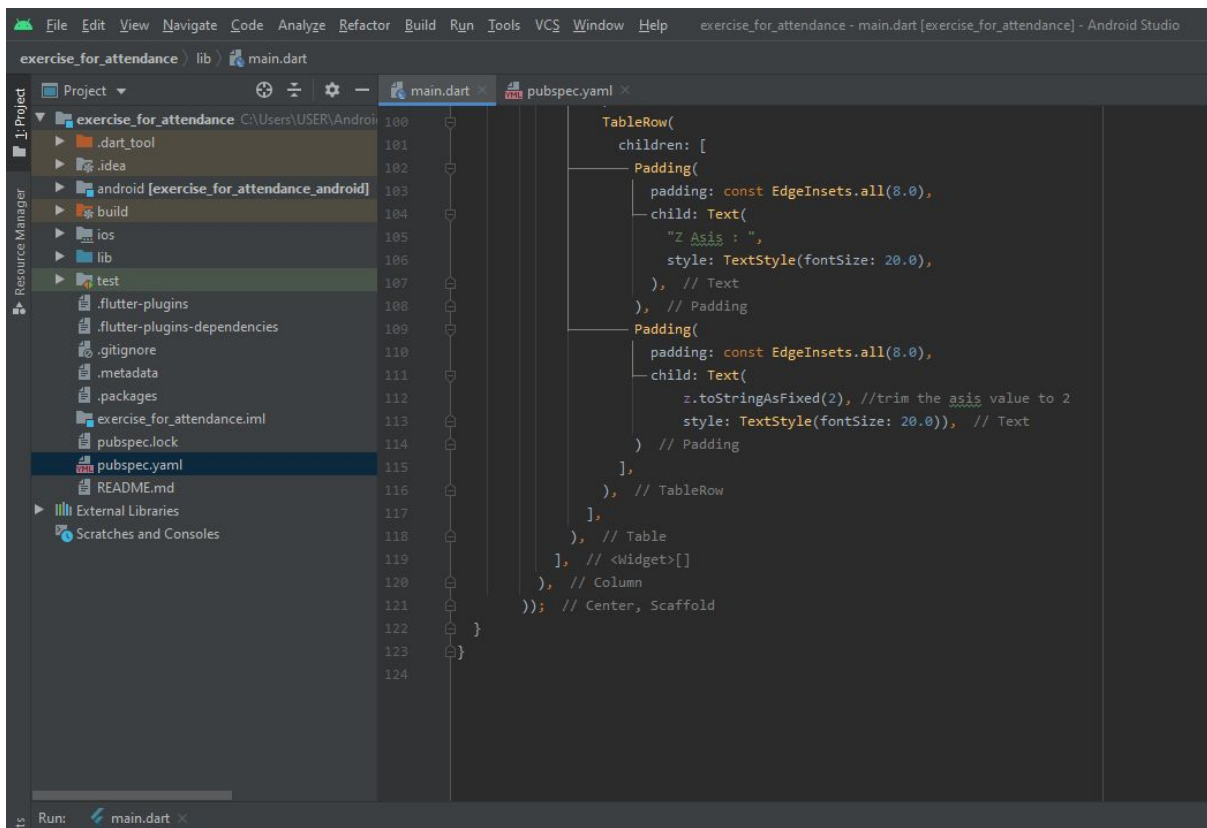 File Edit View Navigate Code Analyze Refactor Build Run Tools VCS Window Help exercise_for_attendance - main.dart [exercise_for_attendance] - Android Studio
exercise_for_attendance lib main.dart
1: Project
Resource Manager
Project
exercise_for_attendance C:\Users\USER\Androi
.dart_tool
.idea
android [exercise_for_attendance_android]
build
ios
lib
test
.flutter-plugins
.flutter-plugins-dependencies
.gitignore
.metadata
.packages
exercise_for_attendance.iml
pubspec.lock
pubspec.yaml
README.md
External Libraries
Scratches and Consoles
main.dart pubspec.yaml
100 TableRow(
101 children: [
102 Padding(
103 padding: const EdgeInsets.all(8.0),
104 child: Text(
105 "Z Asis : ",
106 style: TextStyle(fontSize: 20.0),
107 ), // Text
108 ), // Padding
109 Padding(
110 padding: const EdgeInsets.all(8.0),
111 child: Text(
112 z.toStringAsFixed(2), //trim the asis value to 2
113 style: TextStyle(fontSize: 20.0)), // Text
114 ) // Padding
115 ],
116 ), // TableRow
117 ],
118 ), // Table
119 ], // <Widget>[]
120 ), // Column
121 )); // Center, Scaffold
122 }
123 }
124
Run: main.dart